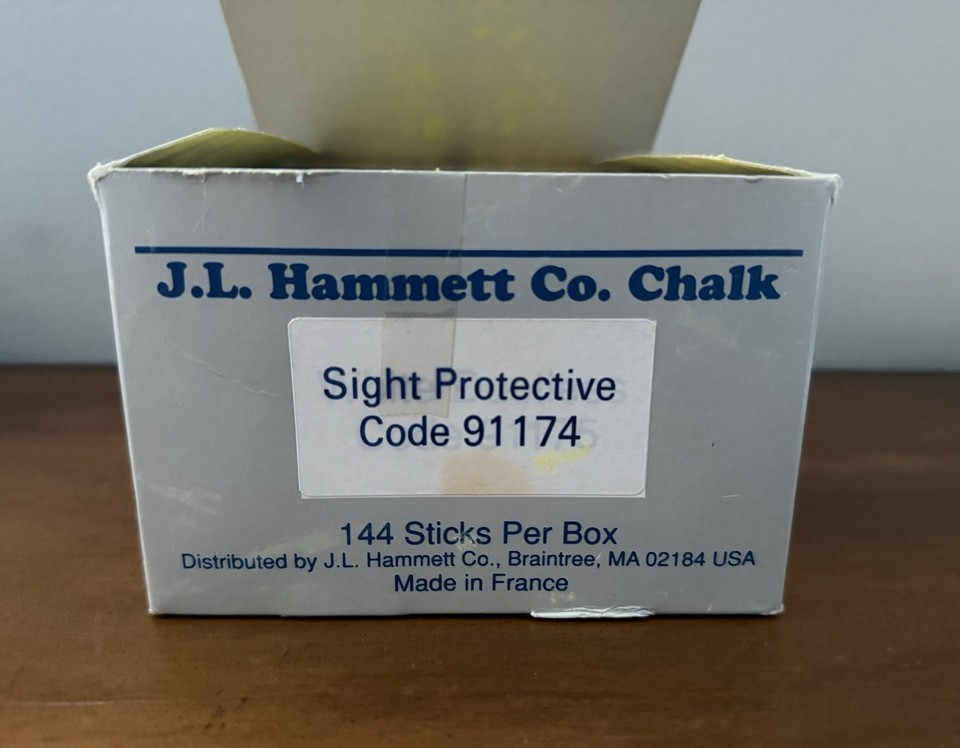 J.L. Hammett Co. Chalk
Sight Protective
Code 91174
144 Sticks Per Box
Distributed by J.L. Hammett Co., Braintree, MA 02184 USA
Made in France